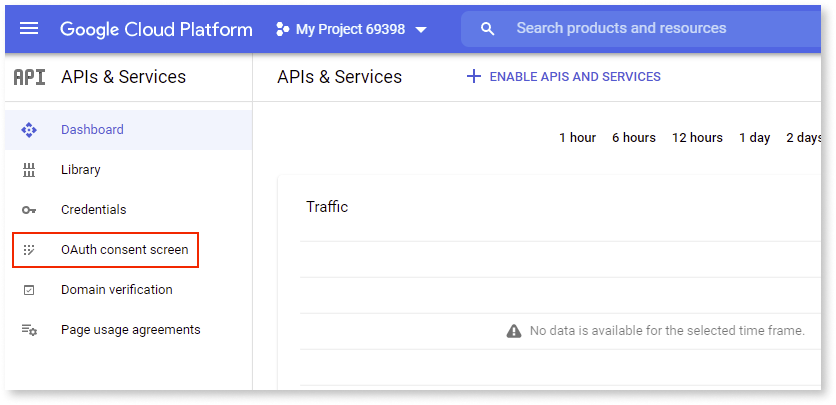 Google Cloud Platform My Project 69398 Search products and resources
API APIs & Services
APIs & Services ENABLE APIS AND SERVICES
Dashboard
Library
Credentials
OAuth consent screen
Domain verification
Page usage agreements
1 hour 6 hours 12 hours 1 day 2 days
Traffic
No data is available for the selected time frame.